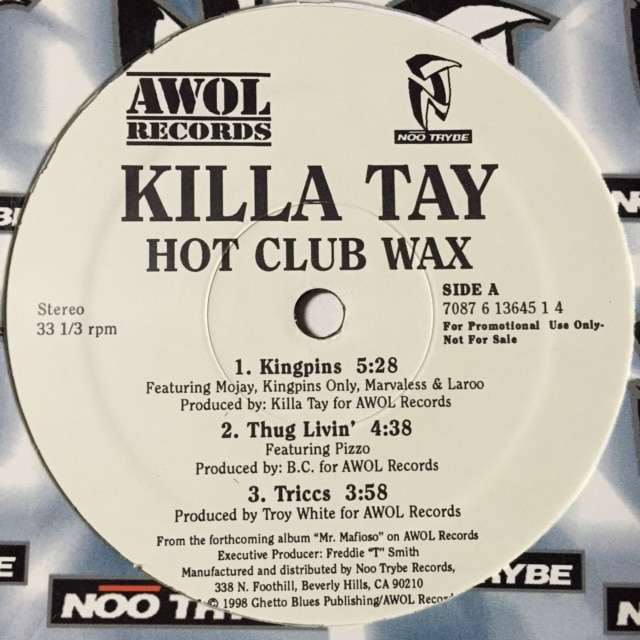 AWOL
RECORDS
NOO TRYBE
KILLA TAY
HOT CLUB WAX
SIDE A
7087 6 13645 1 4
For Promotional Use Only-
Not For Sale
Stereo
33 1/3 rpm
1. Kingpins 5:28
Featuring Mojay, Kingpins Only, Marvaless & Laroo
Produced by: Killa Tay for AWOL Records
2. Thug Livin' 4:38
Featuring Pizzo
Produced by: B.C. for AWOL Records
3. Triccs 3:58
Produced by Troy White for AWOL Records
From the forthcoming album "Mr. Mafioso" on AWOL Records
Executive Producer: Freddie "T" Smith
Manufactured and distributed by Noo Trybe Records,
338 N. Foothill, Beverly Hills, CA 90210
© 1998 Ghetto Blues Publishing/AWOL Recor
NOO TR
YBE